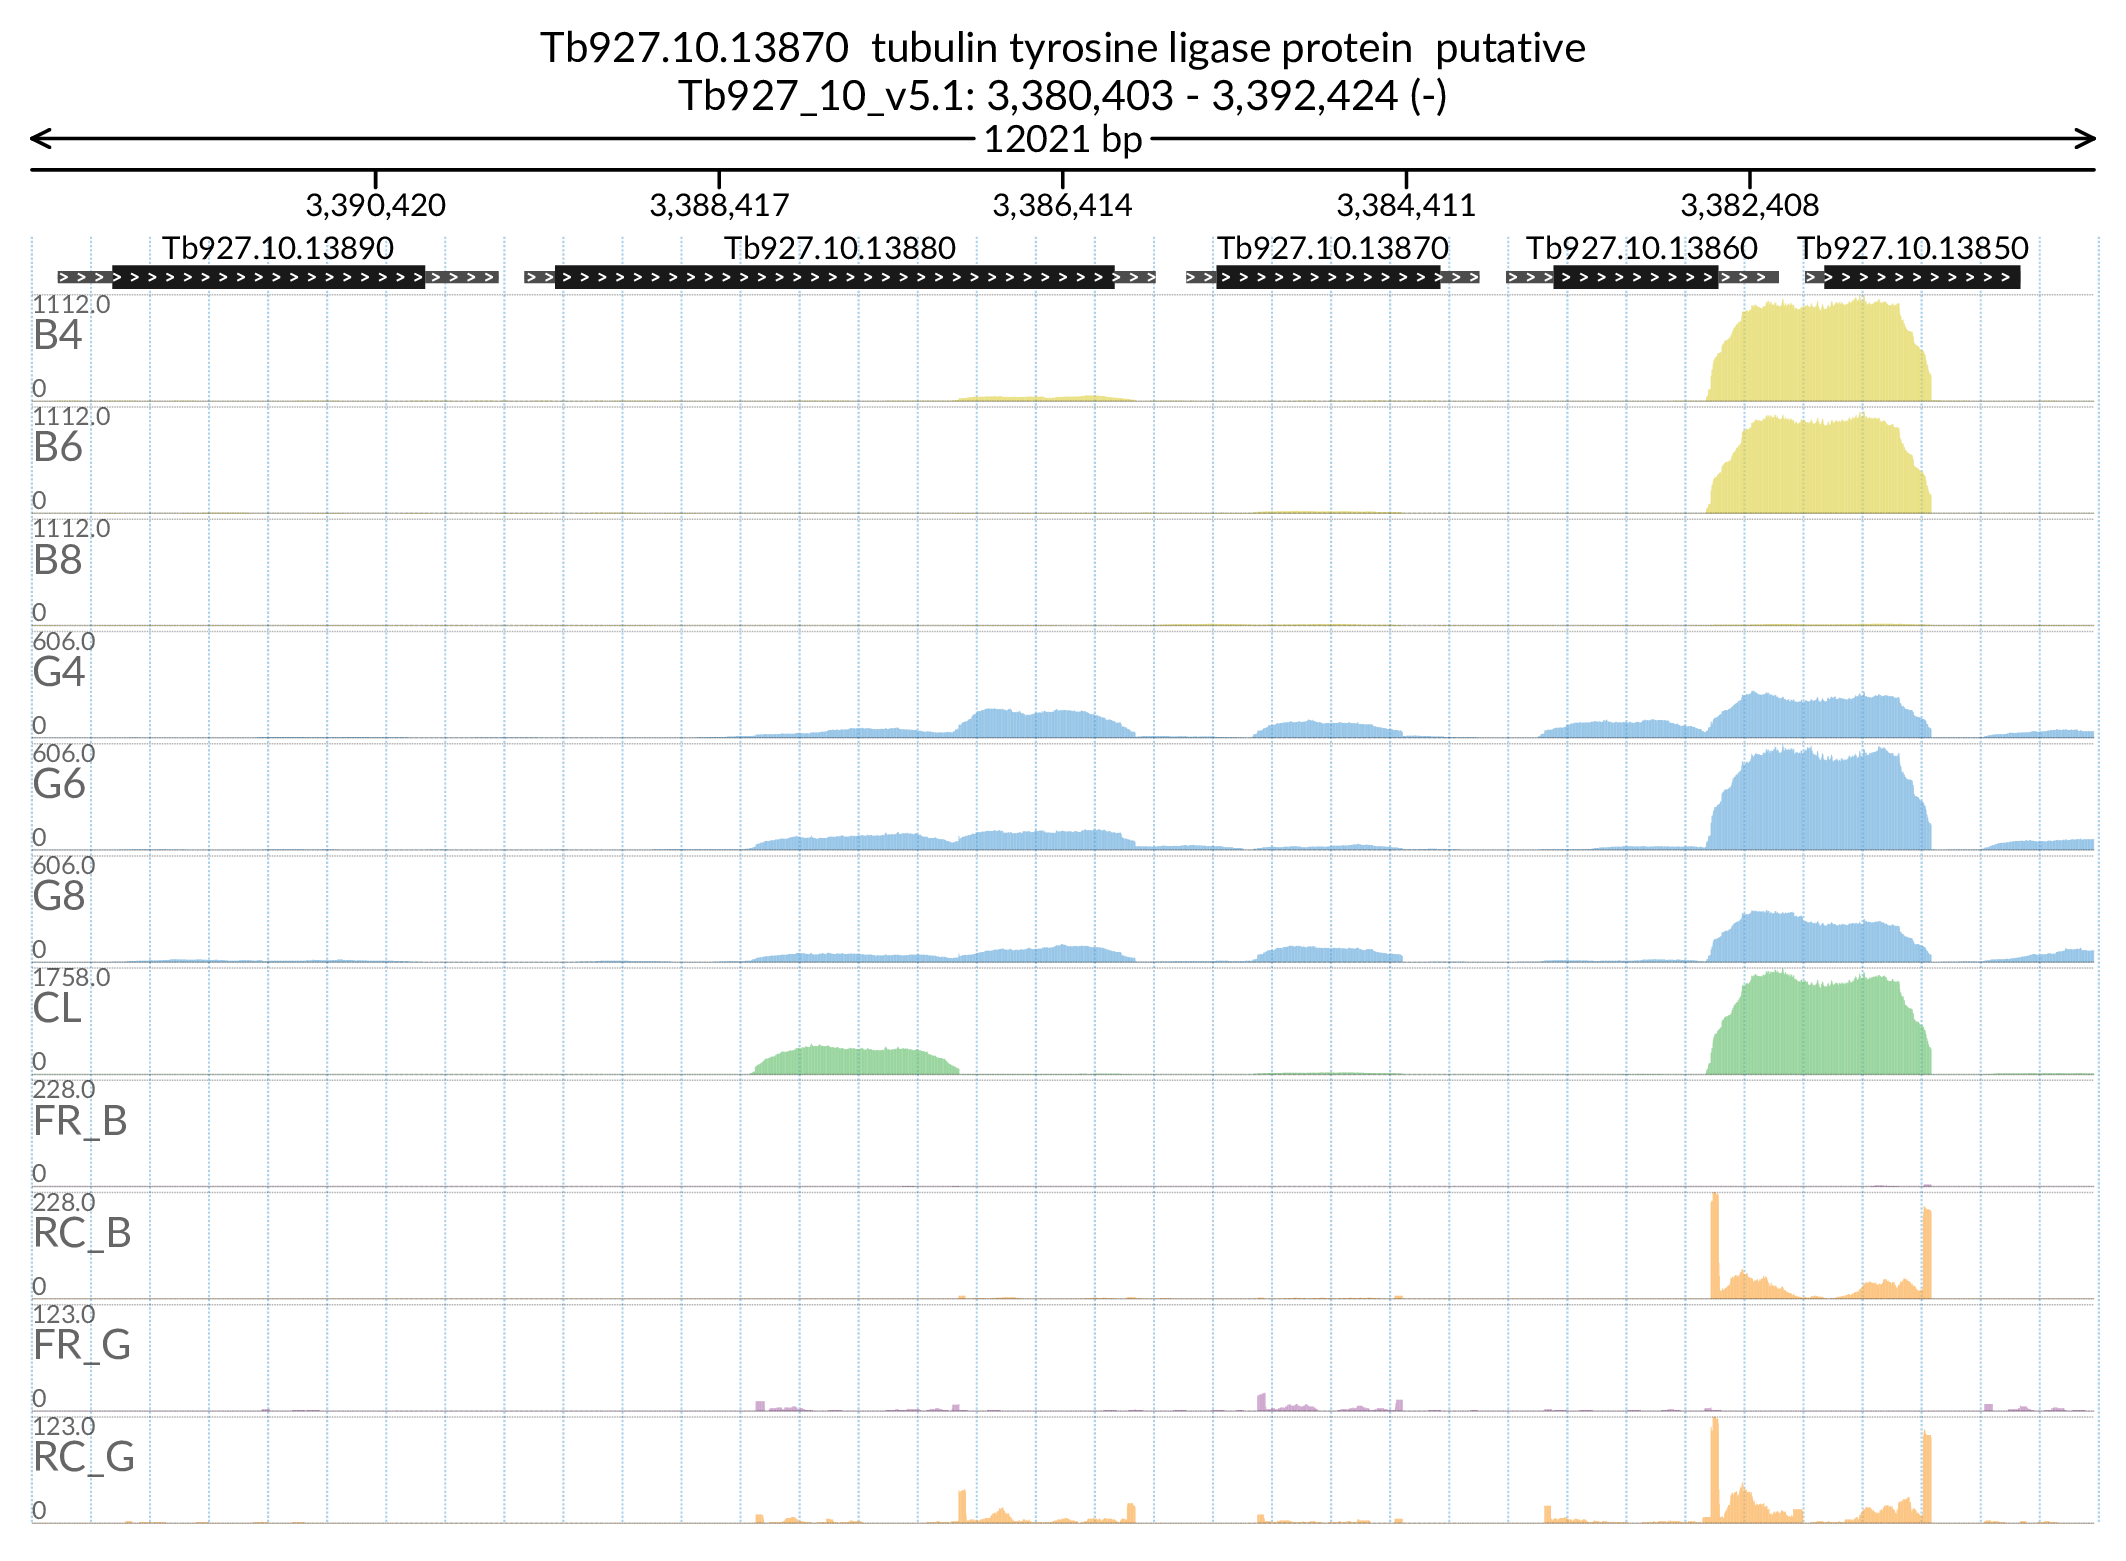 Tb927.10.13870 tubulin tyrosine ligase protein putative
Tb927_10_v5.1: 3,380,403 - 3,392,424 (-)
12021 bp
3,390,420 3,388,417 3,386,414 3,384,411 3,382,408
Tb927.10.13890 Tb927.10.13880 Tb927.10.13870 Tb927.10.13860 Tb927.10.13850
1112.0
B4
0
1112.0
B6
0
1112.0
B8
0
606.0
G4
0
606.0
G6
0
606.0
G8
0
1758.0
CL
0
228.0
FR_B
0
228.0
RC_B
0
123.0
FR_G
0
123.0
RC_G
0